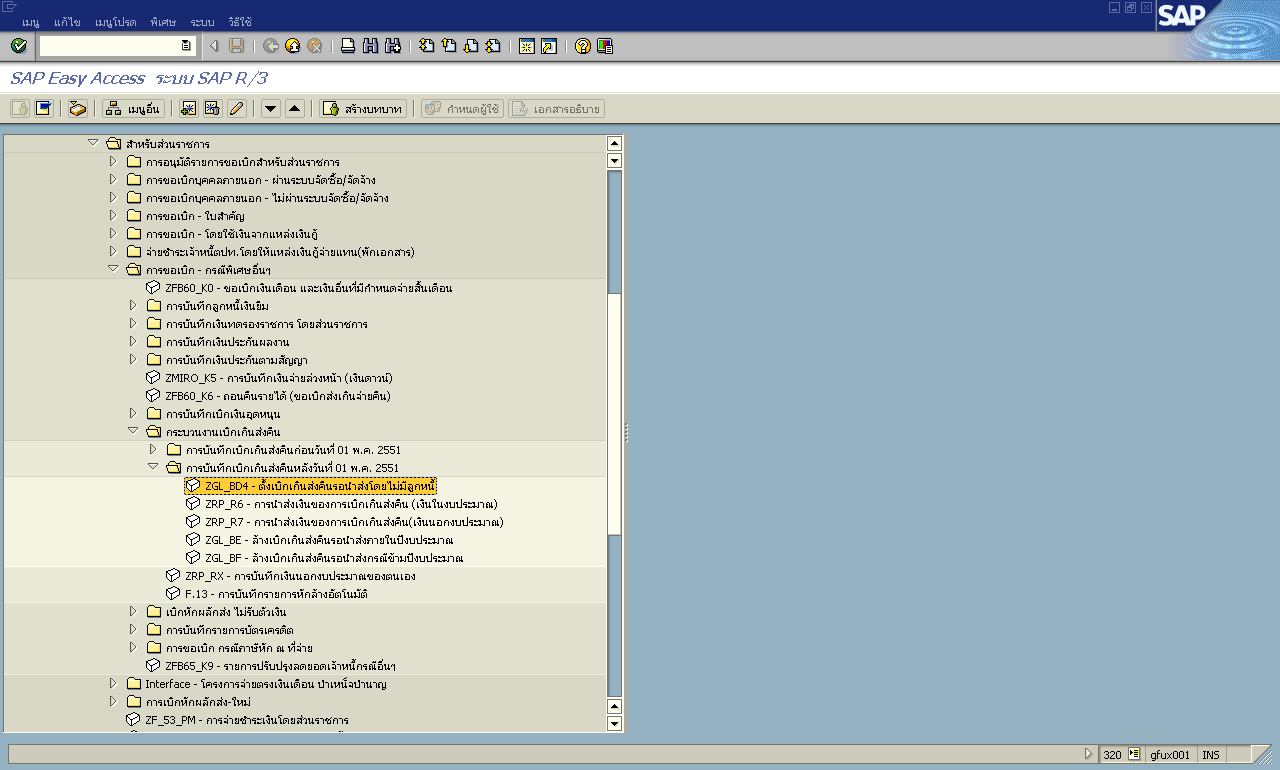 เมนู แก้ไข เมนูโปรด พิเศษ ระบบ วิธีใช้
SAP
SAP Easy Access ระบบ SAP R/3
เมนูอื่น สร้างบทบาท กำหนดผู้ใช้ เอกสารอธิบาย
สำหรับส่วนราชการ
การอนุมัติรายการขอเบิกสำหรับส่วนราชการ
การขอเบิกบุคคลภายนอก - ผ่านระบบจัดซื้อ/จัดจ้าง
การขอเบิกบุคคลภายนอก - ไม่ผ่านระบบจัดซื้อ/จัดจ้าง
การขอเบิก - ใบสำคัญ
การขอเบิก - โดยใช้เงินจากแหล่งเงินกู้
จ่ายชำระเจ้าหนี้ตปท.โดยให้แหล่งเงินกู้จ่ายแทน(พักเอกสาร)
การขอเบิก - กรณีพิเศษอื่นๆ
ZFB60_K0 - ขอเบิกเงินเดือน และเงินอื่นที่มีกำหนดจ่ายสิ้นเดือน
การบันทึกลูกหนี้เงินยืม
การบันทึกเงินทดรองราชการ โดยส่วนราชการ
การบันทึกเงินประกันผลงาน
การบันทึกเงินประกันตามสัญญา
ZMIRO_K5 - การบันทึกเงินจ่ายล่วงหน้า (เงินดาวน์)
ZFB60_K6 - ถอนคืนรายได้ (ขอเบิกส่งเกินจ่ายคืน)
การบันทึกเบิกเงินอุดหนุน
กระบวนงานเบิกเกินส่งคืน
การบันทึกเบิกเกินส่งคืนก่อนวันที่ 01 พ.ค. 2551
การบันทึกเบิกเกินส่งคืนหลังวันที่ 01 พ.ค. 2551
ZGL_BD4 - ตั้งเบิกเกินส่งคืนรอนำส่งโดยไม่มีลูกหนี้
ZRP_R6 - การนำส่งเงินของการเบิกเกินส่งคืน (เงินในงบประมาณ)
ZRP_R7 - การนำส่งเงินของการเบิกเกินส่งคืน(เงินนอกงบประมาณ)
ZGL_BE - ล้างเบิกเกินส่งคืนรอนำส่งภายในปีงบประมาณ
ZGL_BF - ล้างเบิกเกินส่งคืนรอนำส่งกรณีข้ามปีงบประมาณ
ZRP_RX - การบันทึกเงินนอกงบประมาณของตนเอง
F.13 - การบันทึกรายการหักล้างอัตโนมัติ
เบิกหักผลักส่ง ไม่รับตัวเงิน
การบันทึกรายการบัตรเครดิต
การขอเบิก กรณีภาษีหัก ณ ที่จ่าย
ZFB65_K9 - รายการปรับปรุงลดยอดเจ้าหนี้กรณีอื่นๆ
Interface - โครงการจ่ายตรงเงินเดือน บำเหน็จบำนาญ
การเบิกหักผลักส่ง-ใหม่
ZF_53_PM - การจ่ายชำระเงินโดยส่วนราชการ
320 gfux001 INS